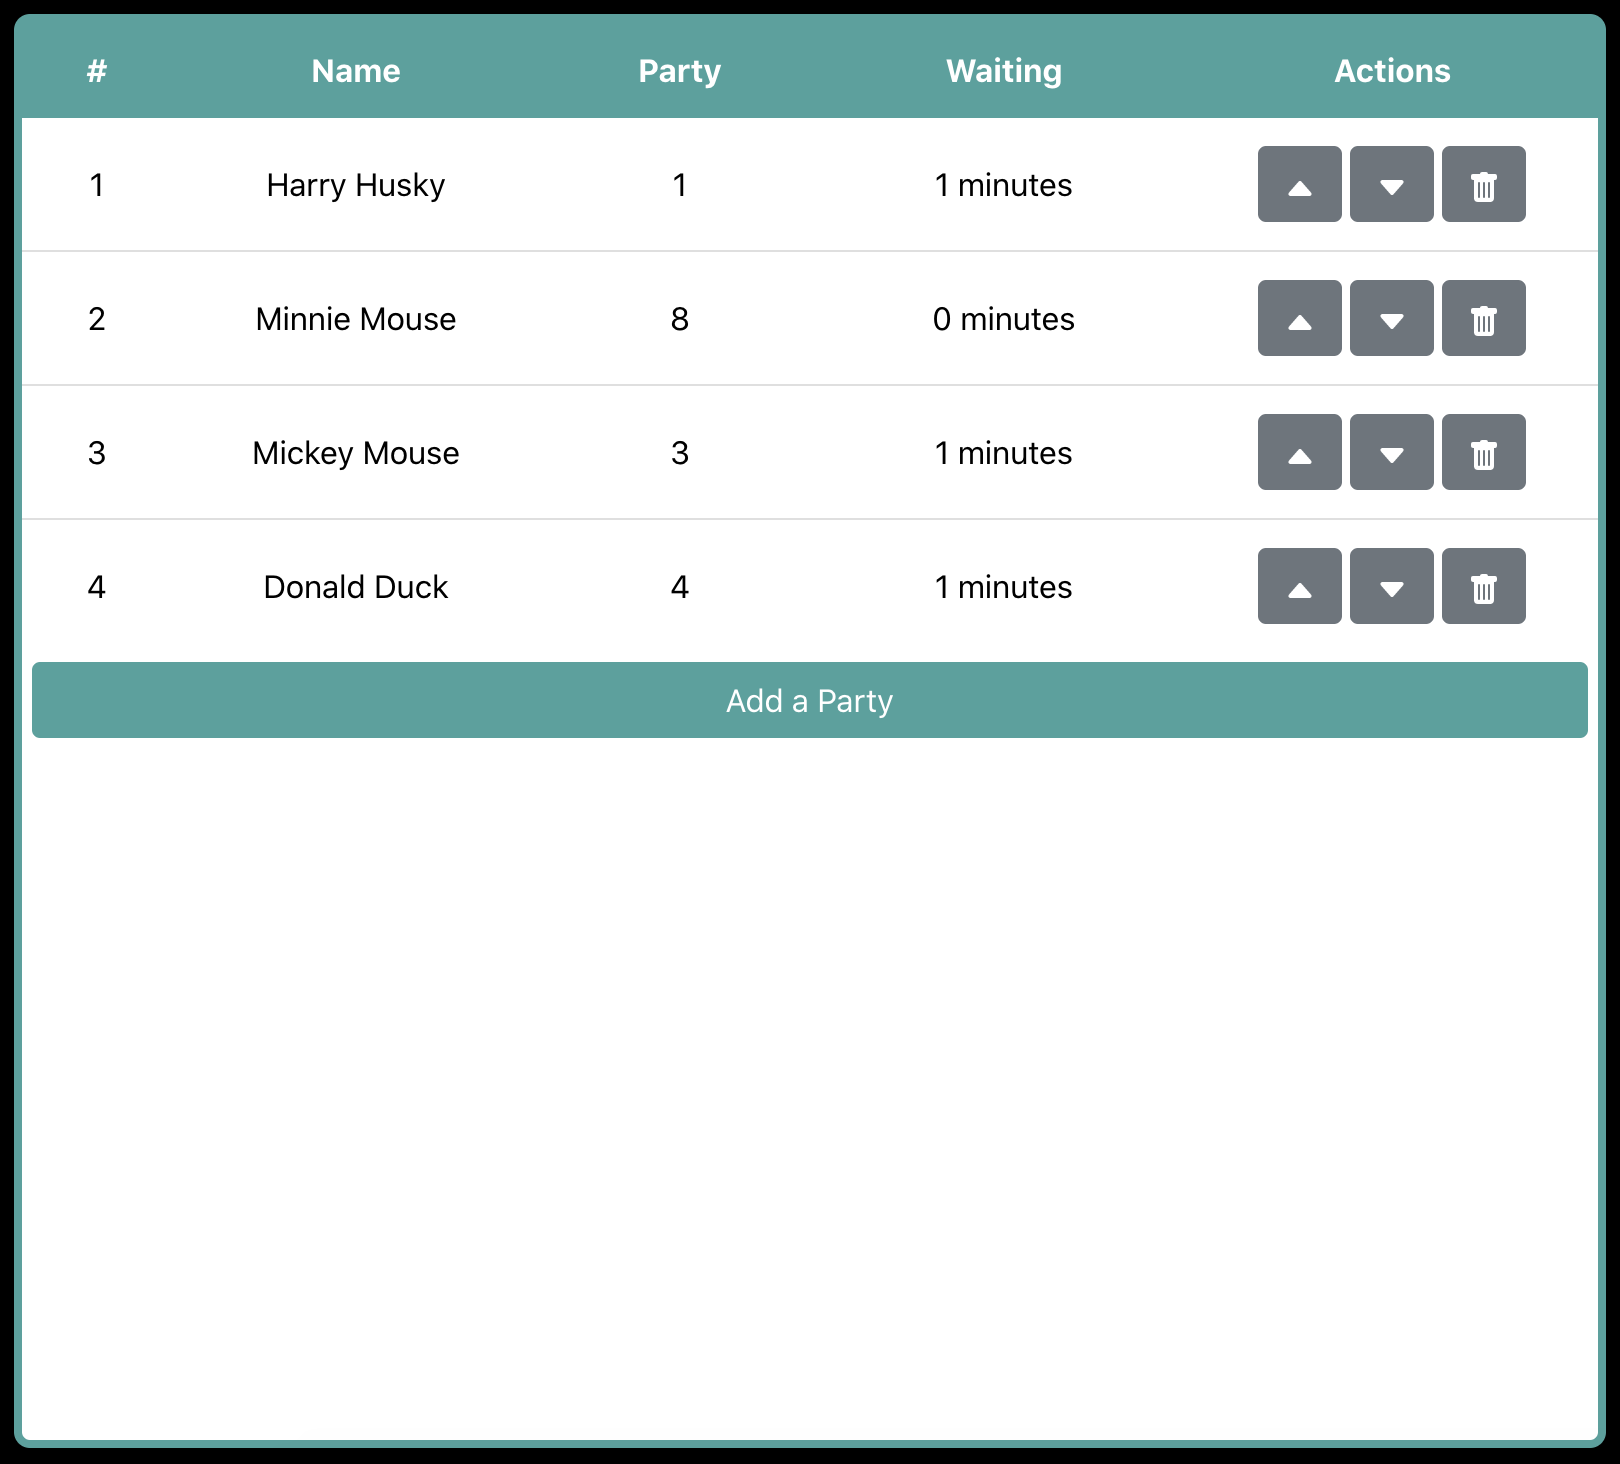 # Name Party Waiting Actions
1 Harry Husky 1 1 minutes
2 Minnie Mouse 8 0 minutes
3 Mickey Mouse 3 1 minutes
4 Donald Duck 4 1 minutes
Add a Party